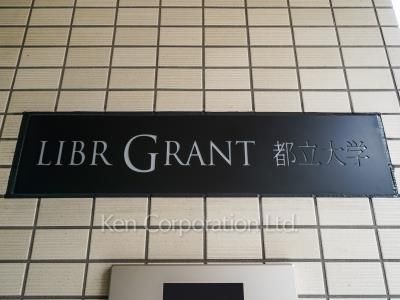 LIBR GRANT 都立大学
Ken Corporation Ltd.